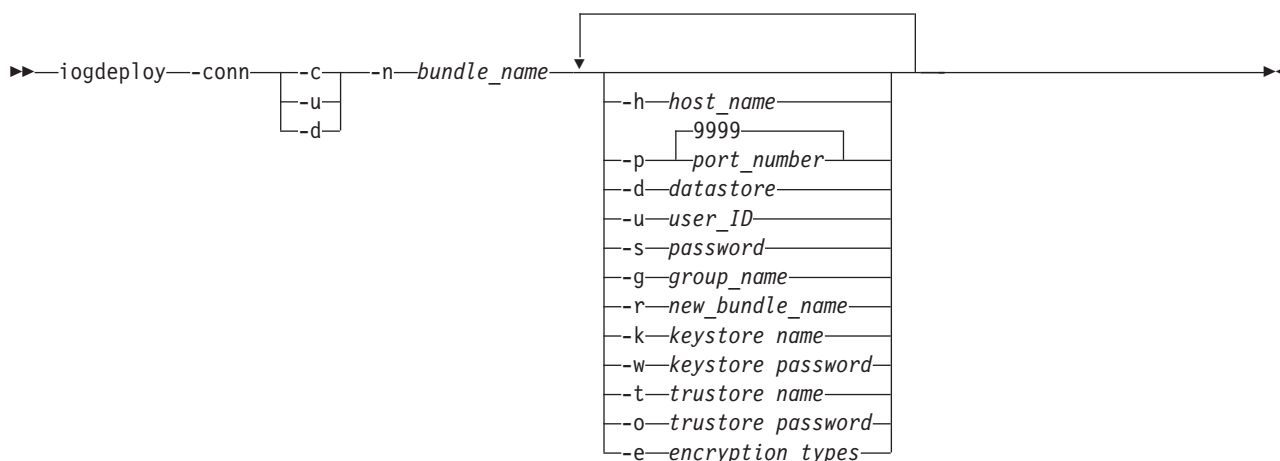 iogdeploy -conn -c -n bundle_name
-u
-d
-h host_name
9999
-p port_number
-d datastore
-u user_ID
-s password
-g group_name
-r new_bundle_name
-k keystore name
-w keystore password
-t trustore name
-o trustore password
-e encryption types